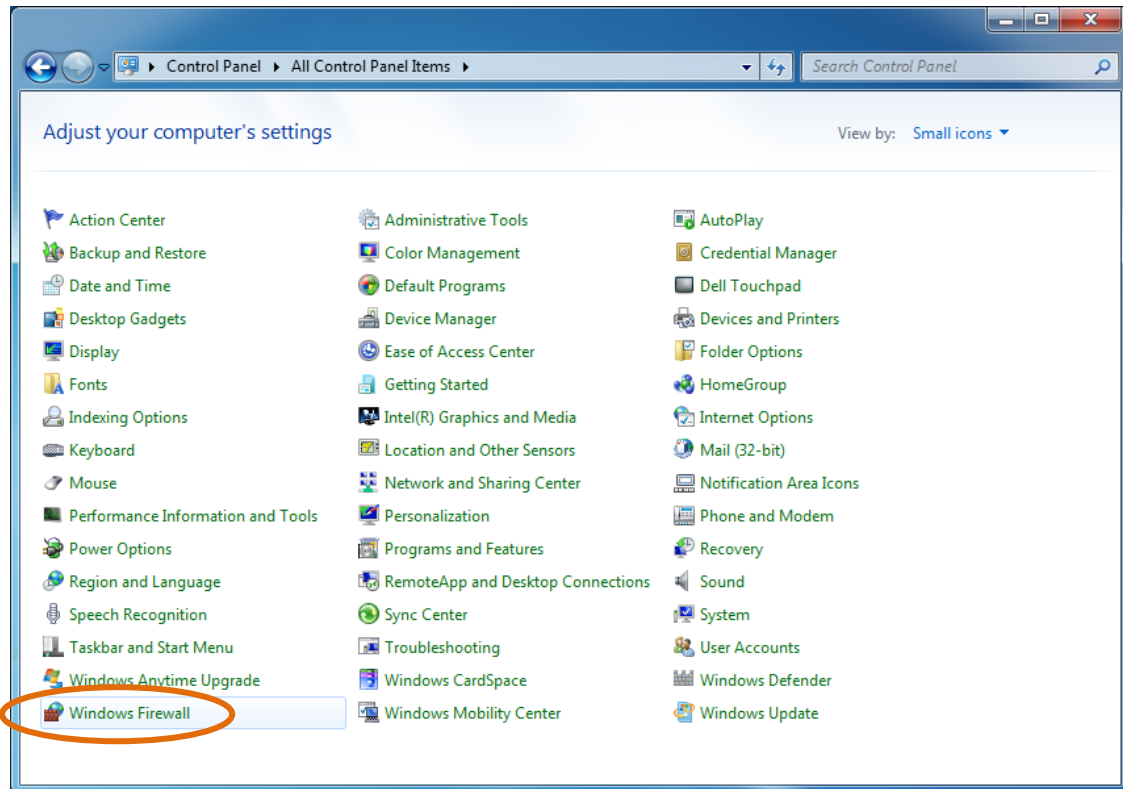 Control Panel All Control Panel Items Search Control Panel
Adjust your computer's settings View by: Small icons
Action Center Administrative Tools AutoPlay
Backup and Restore Color Management Credential Manager
Date and Time Default Programs Dell Touchpad
Desktop Gadgets Device Manager Devices and Printers
Display Ease of Access Center Folder Options
Fonts Getting Started HomeGroup
Indexing Options Intel(R) Graphics and Media Internet Options
Keyboard Location and Other Sensors Mail (32-bit)
Mouse Network and Sharing Center Notification Area Icons
Performance Information and Tools Personalization Phone and Modem
Power Options Programs and Features Recovery
Region and Language RemoteApp and Desktop Connections Sound
Speech Recognition Sync Center System
Taskbar and Start Menu Troubleshooting User Accounts
Windows Anytime Upgrade Windows CardSpace Windows Defender
Windows Firewall Windows Mobility Center Windows Update